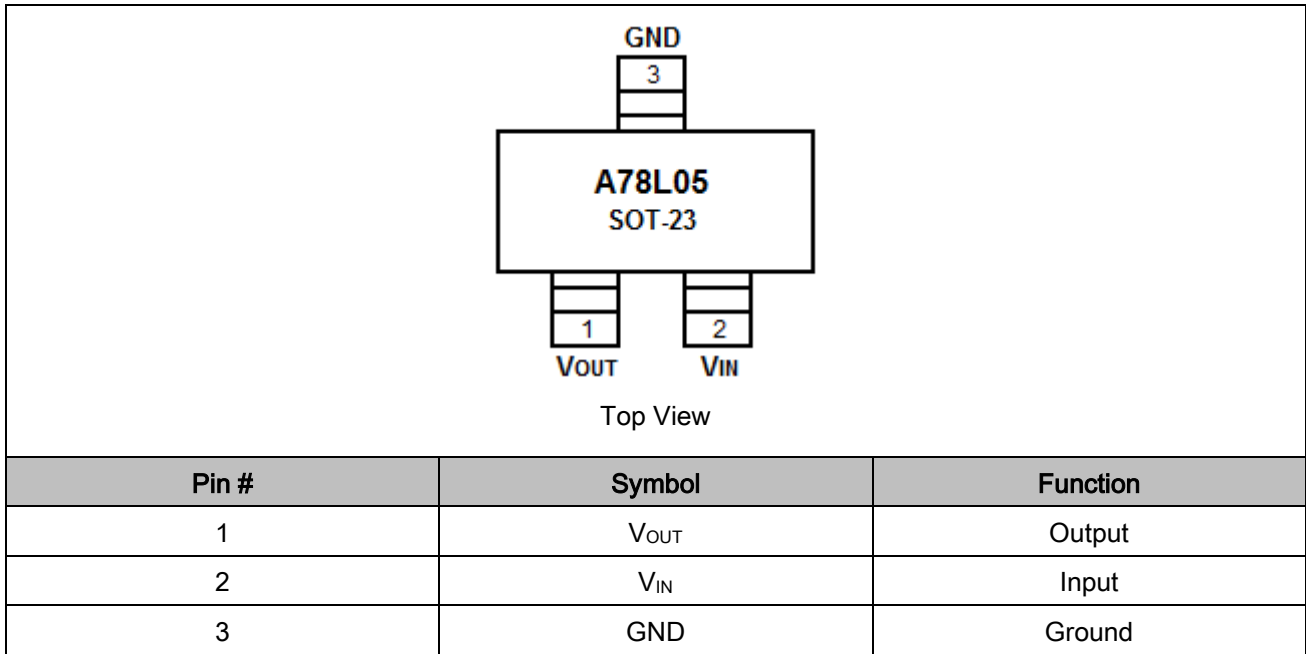 GND
3
A78L05
SOT-23
1 2
VOUT VIN
Top View
Pin # Symbol Function
1 VOUT Output
2 VIN Input
3 GND Ground